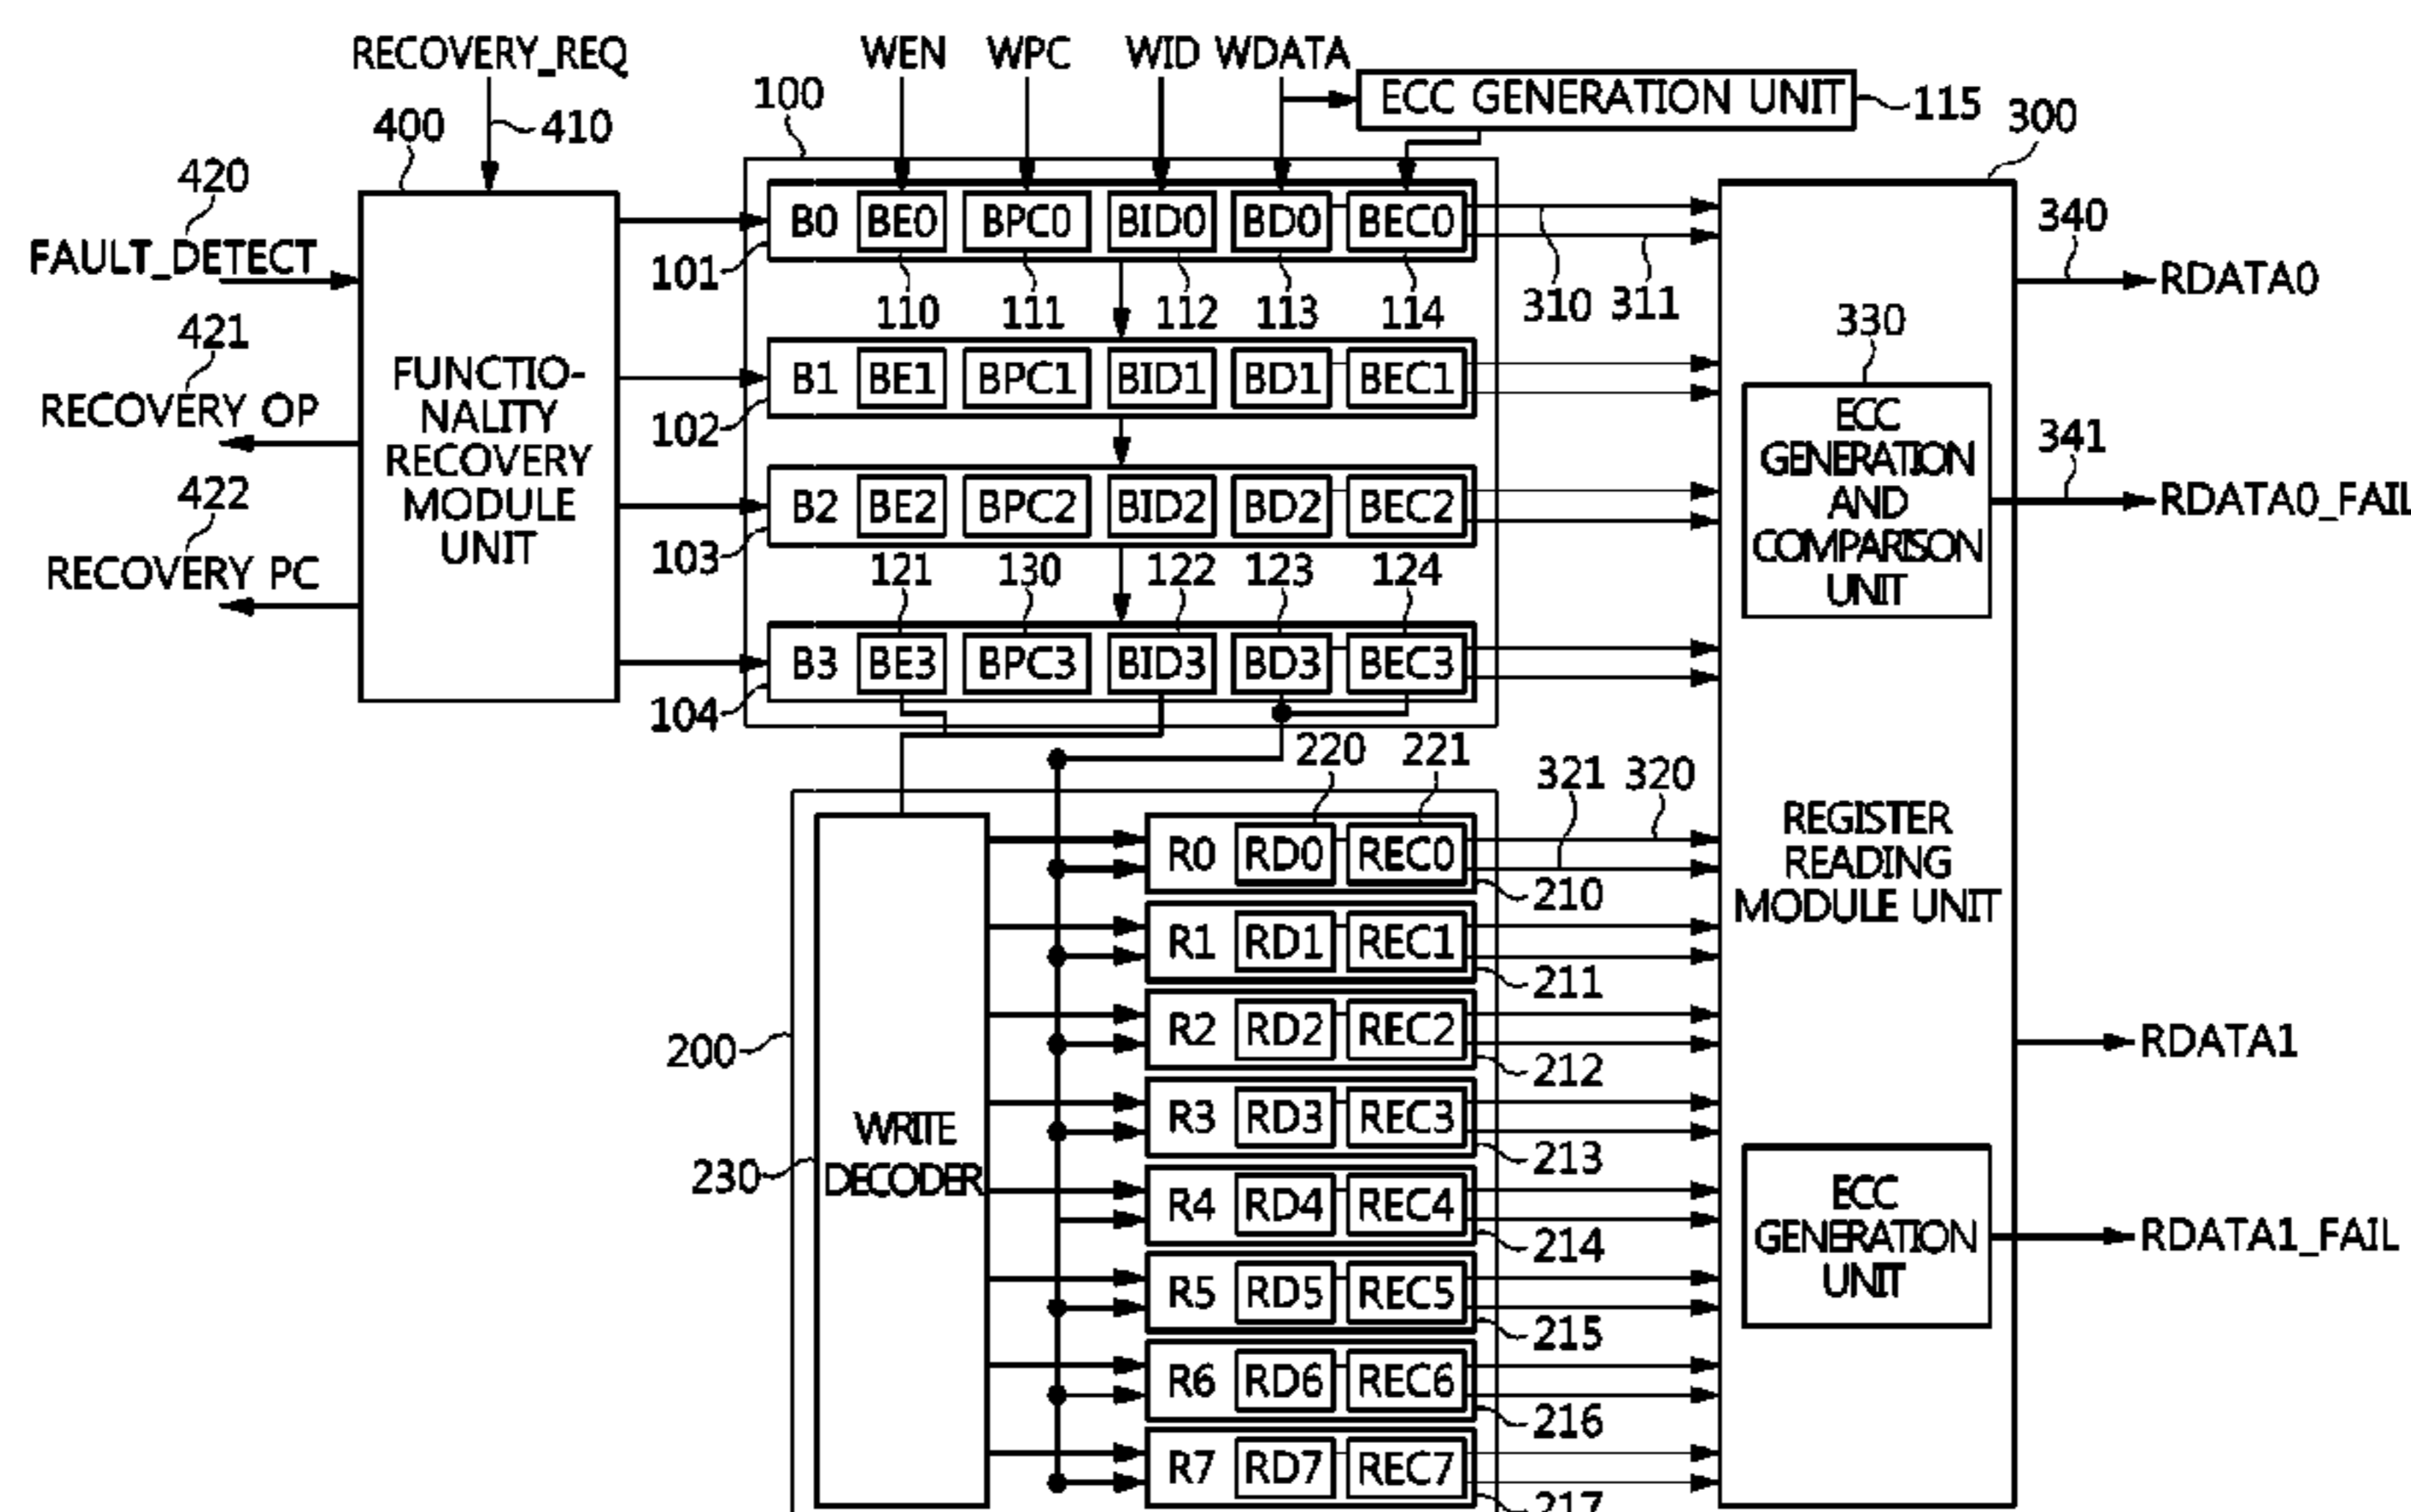 RECOVERY_REQ
WEN WPC WID WDATA
ECC GENERATION UNIT
115
100
300
400
410
420
FAULT_DETECT
421
RECOVERY OP
422
RECOVERY PC
FUNCTIO-
NALITY
RECOVERY
MODULE
UNIT
B0 BE0 BPC0 BID0 BD0 BEC0
101
110 111 112 113 114
310 311
B1 BE1 BPC1 BID1 BD1 BEC1
102
B2 BE2 BPC2 BID2 BD2 BEC2
103
121 130 122 123 124
B3 BE3 BPC3 BID3 BD3 BEC3
104
340
RDATA0
330
ECC
GENERATION
AND
COMPARISON
UNIT
341
RDATA0_FAIL
220 221
321 320
REGISTER
READING
MODULE UNIT
200
230
WRITE
DECODER
R0 RD0 REC0
210
R1 RD1 REC1
211
R2 RD2 REC2
212
R3 RD3 REC3
213
R4 RD4 REC4
214
R5 RD5 REC5
215
R6 RD6 REC6
216
R7 RD7 REC7
217
RDATA1
ECC
GENERATION
UNIT
RDATA1_FAIL